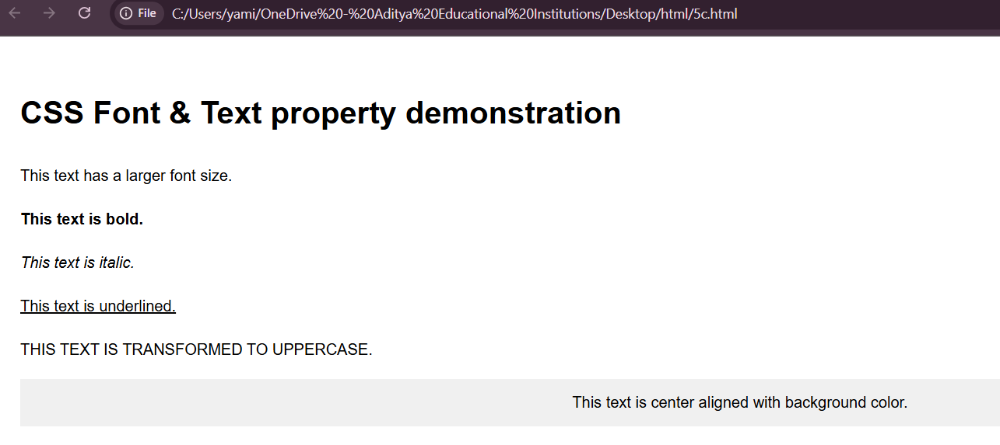 File C:/Users/yami/OneDrive%20-%20Aditya%20Educational%20Institutions/Desktop/html/5c.html
CSS Font & Text property demonstration
This text has a larger font size.
This text is bold.
This text is italic.
This text is underlined.
THIS TEXT IS TRANSFORMED TO UPPERCASE.
This text is center aligned with background color.